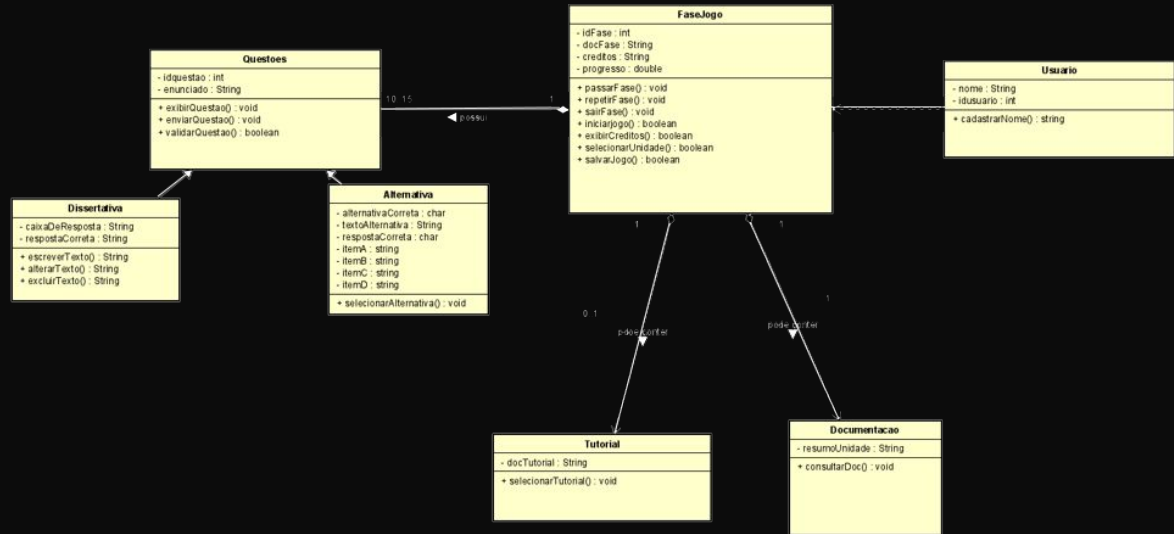 FaseJogo
- idFase : int
- docFase : String
- creditos : String
- progresso : double
+ passarFase() : void
+ repetirFase() : void
+ sairFase() : void
+ iniciarjogo() : boolean
+ exibirCreditos() : boolean
+ selecionarUnidade() : boolean
+ salvarJogo() : boolean
Questoes
- idquestao : int
- enunciado : String
+ exibirQuestao() : void
+ enviarQuestao() : void
+ validarQuestao() : boolean
10..15
1
possui
Usuario
- nome : String
- idusuario : int
+ cadastrarNome() : string
Dissertativa
- caixaDeResposta : String
- respostaCorreta : String
+ escreverTexto() : String
+ alterarTexto() : String
+ excluirTexto() : String
Alternativa
- alternativaCorreta : char
- textoAlternativa : String
- respostaCorreta : char
- itemA : string
- itemB : string
- itemC : string
- itemD : string
+ selecionarAlternativa() : void
1
1
0..1
pdoe conter
1
pode conter
Tutorial
- docTutorial : String
+ selecionarTutorial() : void
Documentacao
- resumoUnidade : String
+ consultarDoc() : void